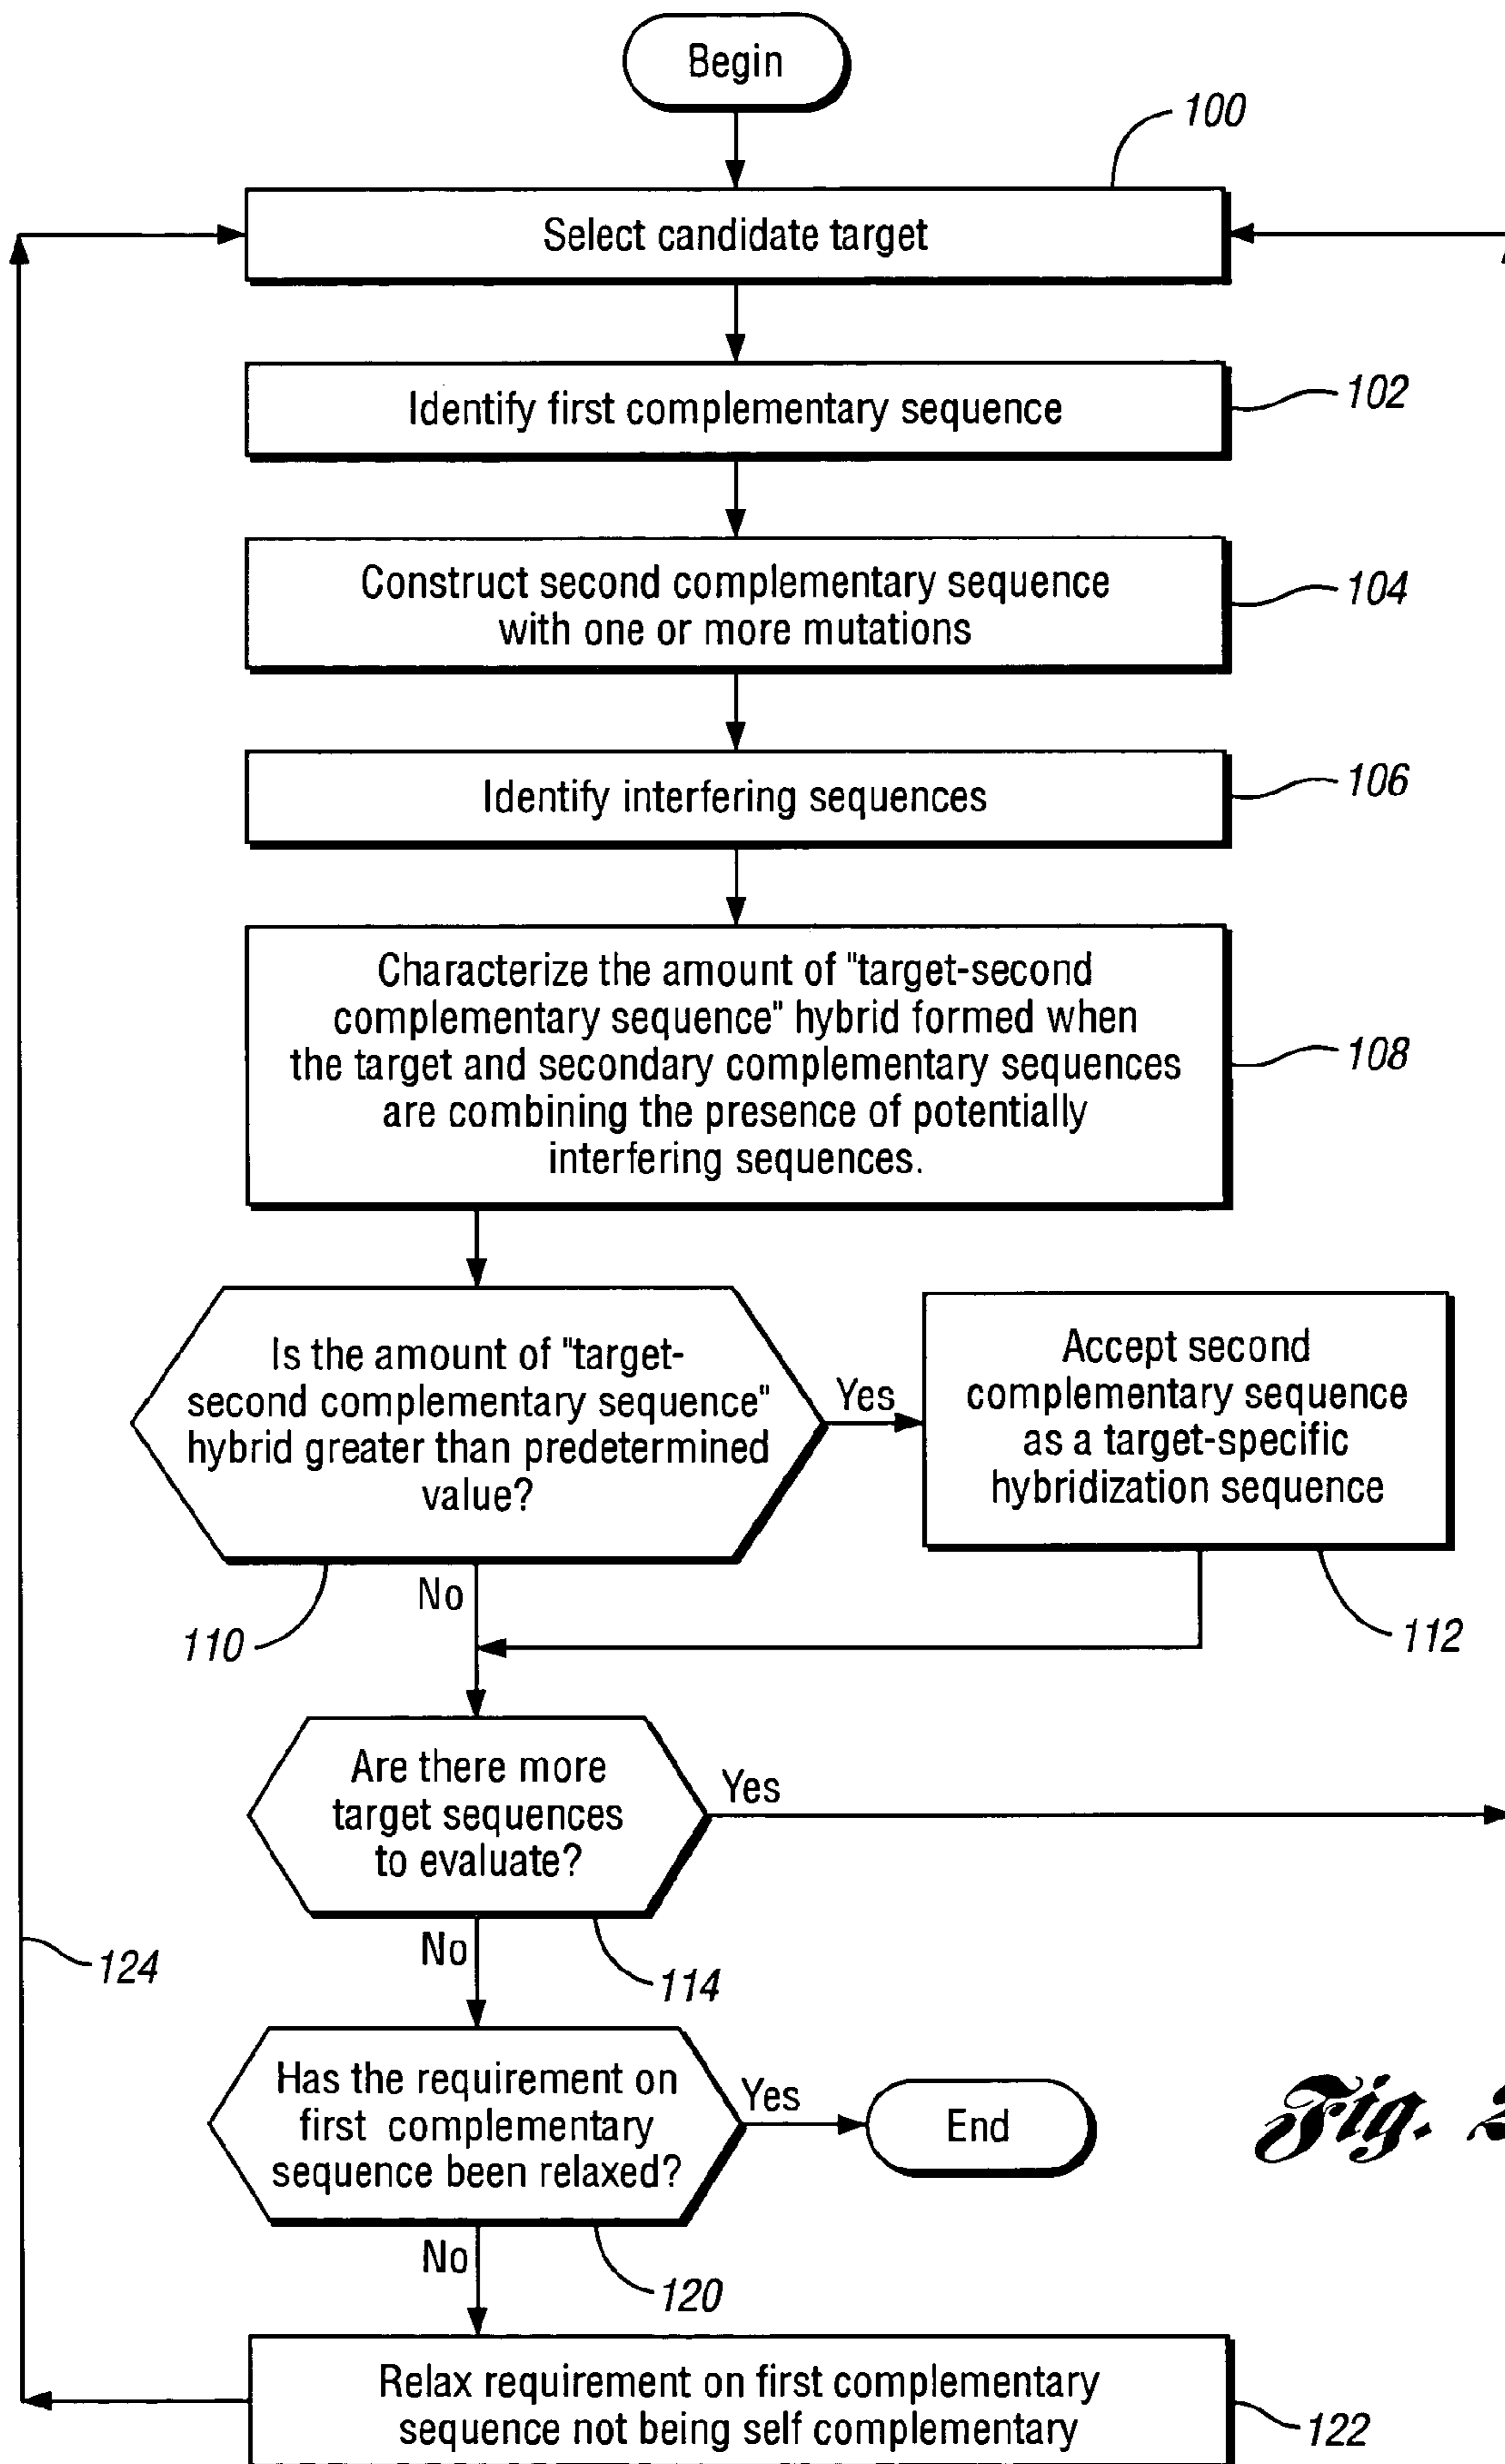 Begin
100
Select candidate target
Identify first complementary sequence
102
Construct second complementary sequence
with one or more mutations
104
Identify interfering sequences
106
Characterize the amount of "target-second
complementary sequence" hybrid formed when
the target and secondary complementary sequences
are combining the presence of potentially
interfering sequences.
108
Is the amount of "target-
second complementary sequence"
hybrid greater than predetermined
value?
Yes
Accept second
complementary sequence
as a target-specific
hybridization sequence
No
110
112
Are there more
target sequences
to evaluate?
Yes
No
124
114
Has the requirement on
first complementary
sequence been relaxed?
Yes
End
Fig. 2
No
120
Relax requirement on first complementary
sequence not being self complementary
122